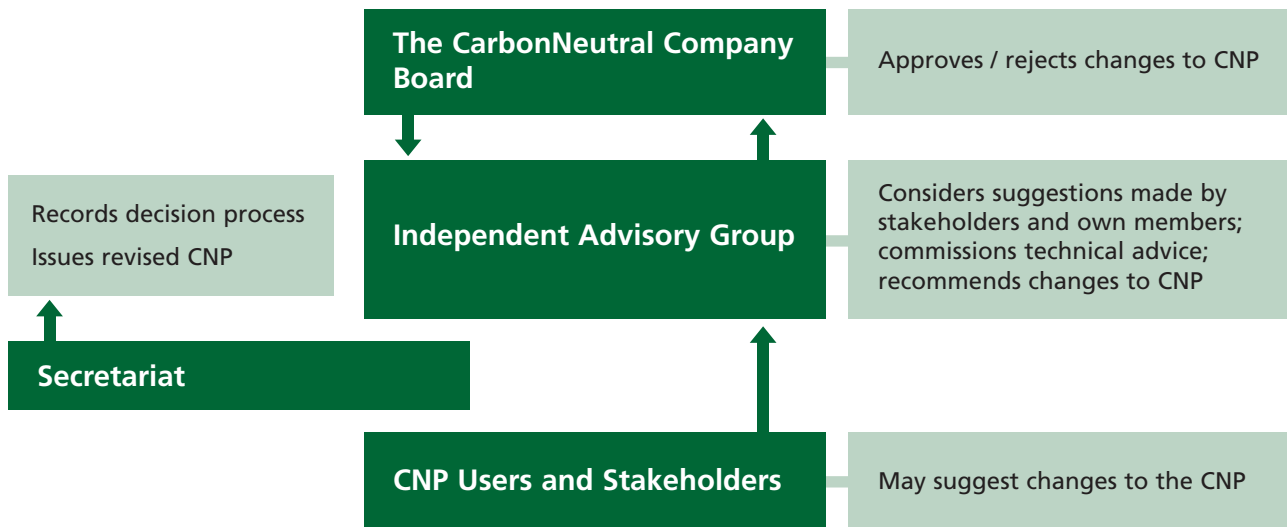 The CarbonNeutral Company
Board
Approves / rejects changes to CNP
Records decision process
Issues revised CNP
Independent Advisory Group
Considers suggestions made by
stakeholders and own members;
commissions technical advice;
recommends changes to CNP
Secretariat
CNP Users and Stakeholders
May suggest changes to the CNP